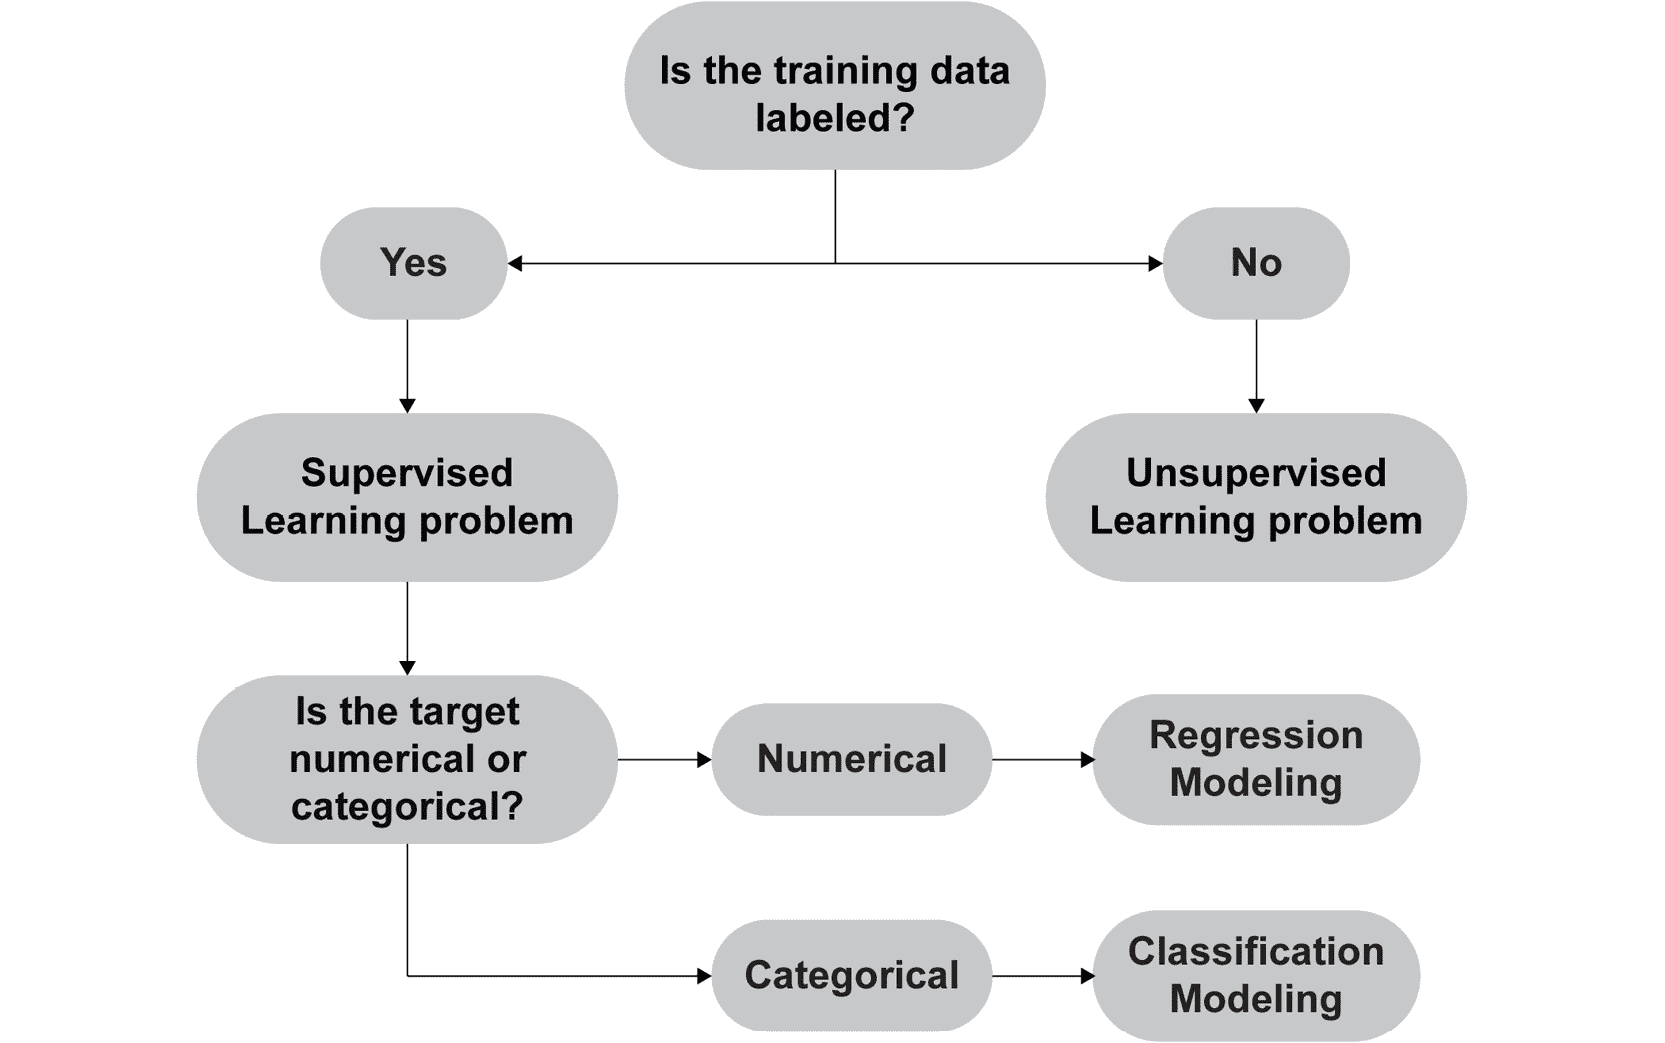 Is the training data
labeled?
Yes
No
Supervised
Learning problem
Unsupervised
Learning problem
Is the target
numerical or
categorical?
Numerical
Regression
Modeling
Categorical
Classification
Modeling